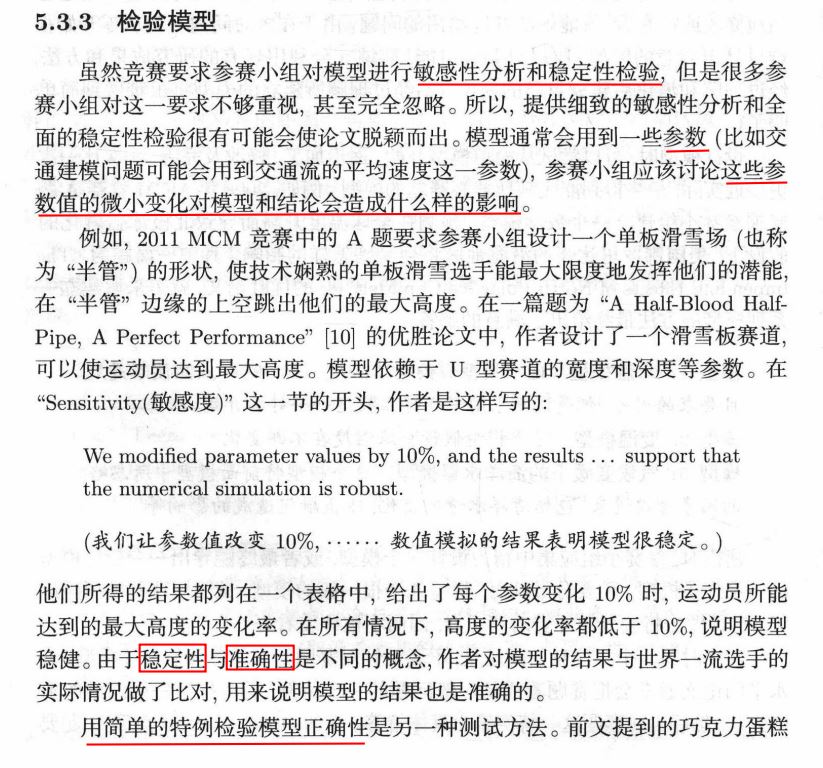 5.3.3 检验模型
虽然竞赛要求参赛小组对模型进行敏感性分析和稳定性检验, 但是很多参
赛小组对这一要求不够重视, 甚至完全忽略。所以, 提供细致的敏感性分析和全
面的稳定性检验很有可能会使论文脱颖而出。模型通常会用到一些参数 (比如交
通建模问题可能会用到交通流的平均速度这一参数), 参赛小组应该讨论这些参
数值的微小变化对模型和结论会造成什么样的影响。
例如, 2011 MCM 竞赛中的 A 题要求参赛小组设计一个单板滑雪场 (也称
为 “半管”) 的形状, 使技术娴熟的单板滑雪选手能最大限度地发挥他们的潜能,
在 “半管” 边缘的上空跳出他们的最大高度。在一篇题为 “A Half-Blood Half-
Pipe, A Perfect Performance” [10] 的优胜论文中, 作者设计了一个滑雪板赛道,
可以使运动员达到最大高度。模型依赖于 U 型赛道的宽度和深度等参数。在
“Sensitivity(敏感度)” 这一节的开头, 作者是这样写的:
We modified parameter values by 10%, and the results ... support that
the numerical simulation is robust.
(我们让参数值改变 10%, ······ 数值模拟的结果表明模型很稳定。)
他们所得的结果都列在一个表格中, 给出了每个参数变化 10% 时, 运动员所能
达到的最大高度的变化率。在所有情况下, 高度的变化率都低于 10%, 说明模型
稳健。由于稳定性与准确性是不同的概念, 作者对模型的结果与世界一流选手的
实际情况做了比对, 用来说明模型的结果也是准确的。
用简单的特例检验模型正确性是另一种测试方法。前文提到的巧克力蛋糕